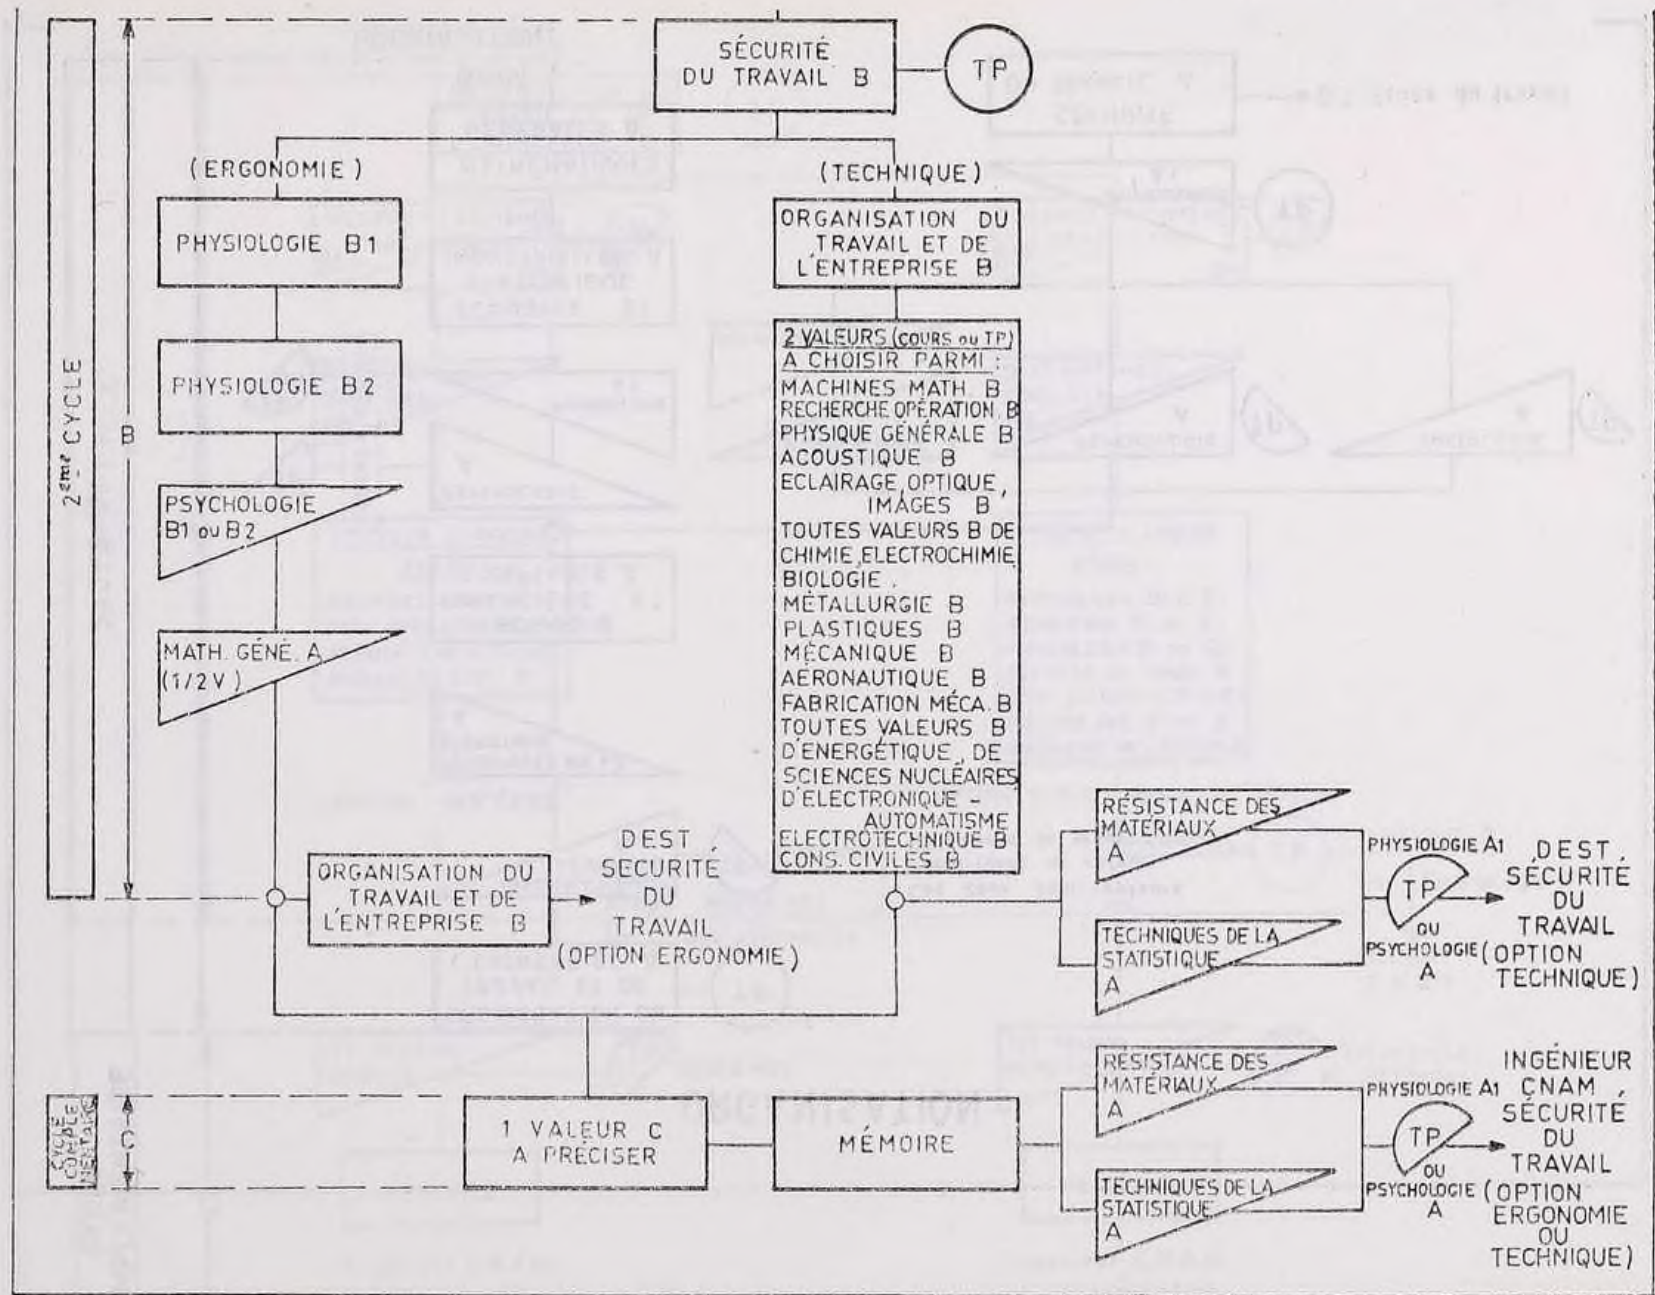 2ème CYCLE
B
SÉCURITÉ
DU TRAVAIL B
TP
(ERGONOMIE)
PHYSIOLOGIE B1
PHYSIOLOGIE B2
PSYCHOLOGIE
B1 ou B2
MATH. GÉNÉ. A
(1/2 V)
ORGANISATION DU
TRAVAIL ET DE
L'ENTREPRISE B
DEST
SÉCURITÉ
DU
TRAVAIL
(OPTION ERGONOMIE)
(TECHNIQUE)
ORGANISATION DU
TRAVAIL ET DE
L'ENTREPRISE B
2 VALEURS (COURS ou TP)
A CHOISIR PARMI :
MACHINES MATH. B
RECHERCHE OPÉRATION. B
PHYSIQUE GÉNÉRALE B
ACOUSTIQUE B
ECLAIRAGE, OPTIQUE,
IMAGES B
TOUTES VALEURS B DE
CHIMIE, ELECTROCHIMIE
BIOLOGIE.
MÉTALLURGIE B
PLASTIQUES B
MÉCANIQUE B
AÉRONAUTIQUE B
FABRICATION MÉCA. B
TOUTES VALEURS B
D'ENERGÉTIQUE, DE
SCIENCES NUCLÉAIRES
D'ELECTRONIQUE -
AUTOMATISME
ELECTROTECHNIQUE B
CONS. CIVILES B
RÉSISTANCE DES
MATÉRIAUX
A
TECHNIQUES DE LA
STATISTIQUE
A
PHYSIOLOGIE A1
TP
OU
PSYCHOLOGIE
A
DEST
SÉCURITÉ
DU
TRAVAIL
(OPTION
TECHNIQUE)
CYCLE
COMPLÉ
MENTAIRE
C
1 VALEUR C
A PRÉCISER
MÉMOIRE
RÉSISTANCE DES
MATÉRIAUX
A
TECHNIQUES DE LA
STATISTIQUE
A
PHYSIOLOGIE A1
TP
OU
PSYCHOLOGIE
A
INGÉNIEUR
CNAM
SÉCURITÉ
DU
TRAVAIL
(OPTION
ERGONOMIE
OU
TECHNIQUE)
ORGANISATION